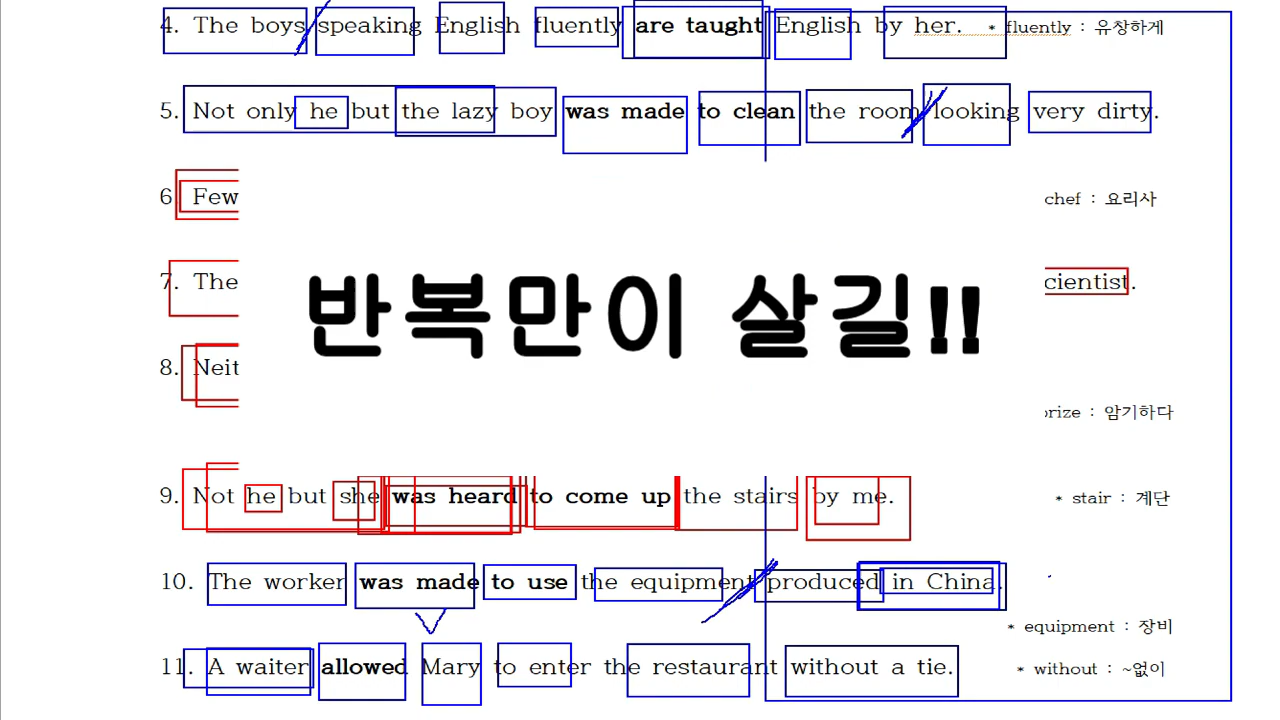 4. The boys speaking English fluently are taught English by her. * fluently : 유창하게
5. Not only he but the lazy boy was made to clean the room looking very dirty.
6 Few
chef : 요리사
반복만이 살길!!
7. The
cientist.
8. Neit
orize : 암기하다
9. Not he but she was heard to come up the stairs by me. * stair : 계단
10. The worker was made to use the equipment produced in China.
* equipment : 장비
11. A waiter allowed Mary to enter the restaurant without a tie. * without : ~없이